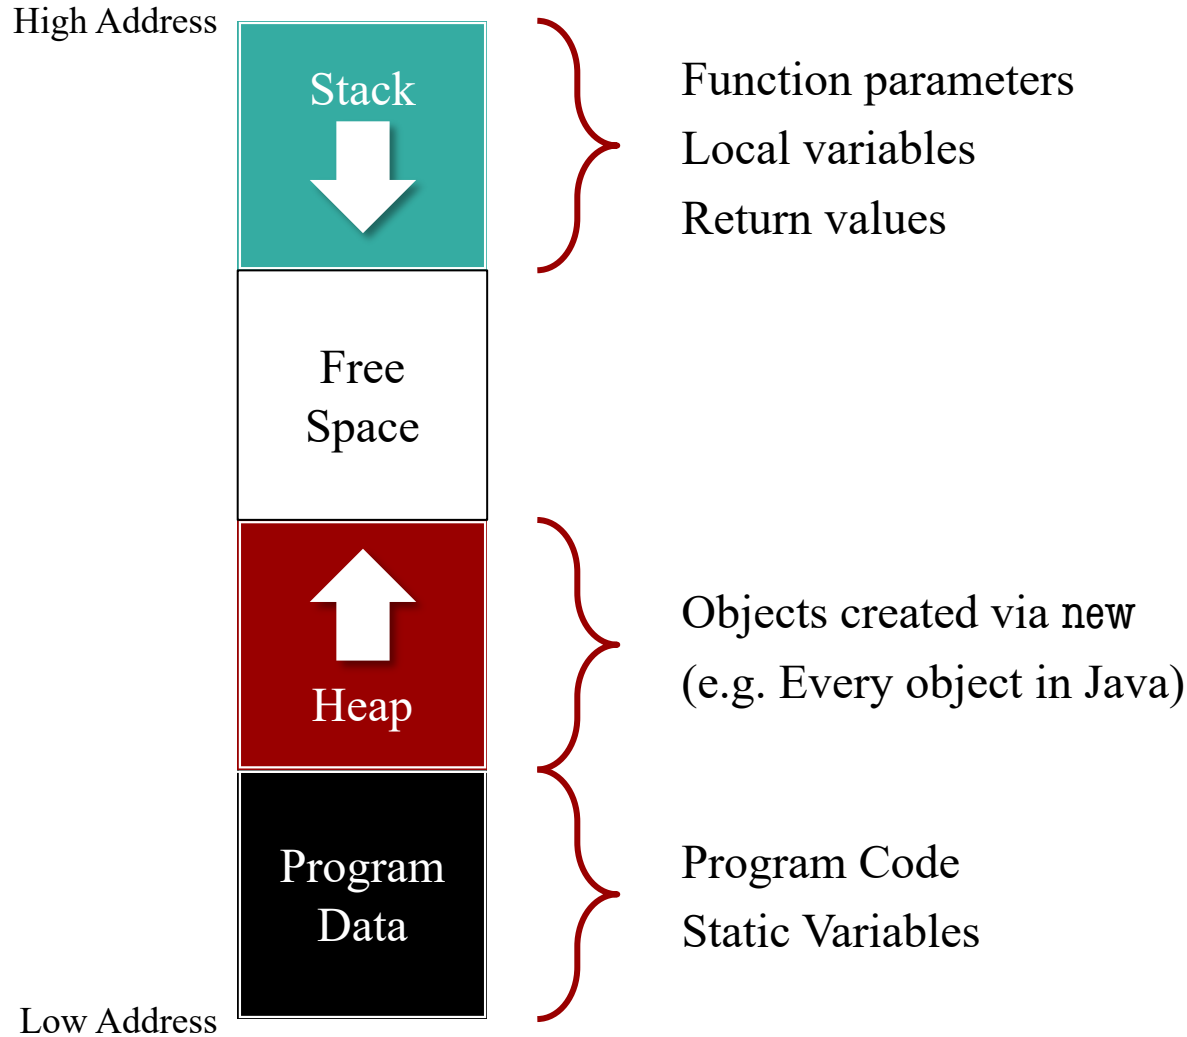 High Address
Stack
Function parameters
Local variables
Return values
Free
Space
Heap
Objects created via new
(e.g. Every object in Java)
Program
Data
Program Code
Static Variables
Low Address